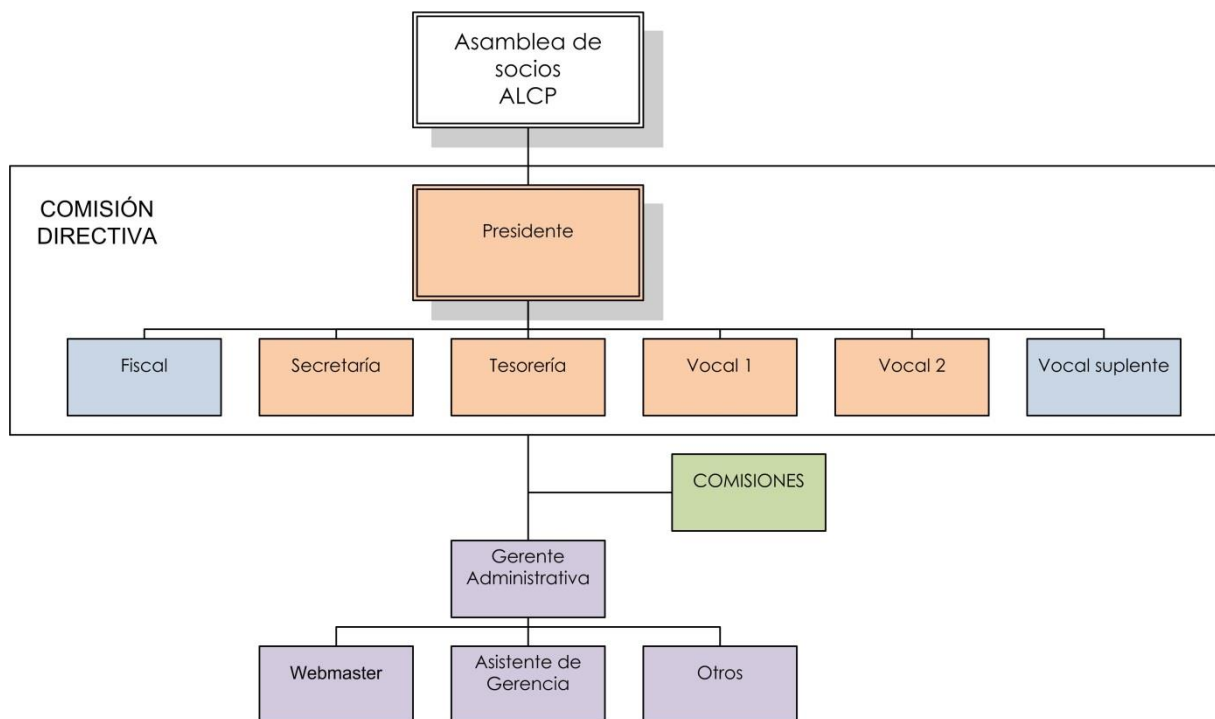 Asamblea de
socios
ALCP
COMISIÓN
DIRECTIVA
Presidente
Fiscal
Secretaría
Tesorería
Vocal 1
Vocal 2
Vocal suplente
COMISIONES
Gerente
Administrativa
Webmaster
Asistente de
Gerencia
Otros